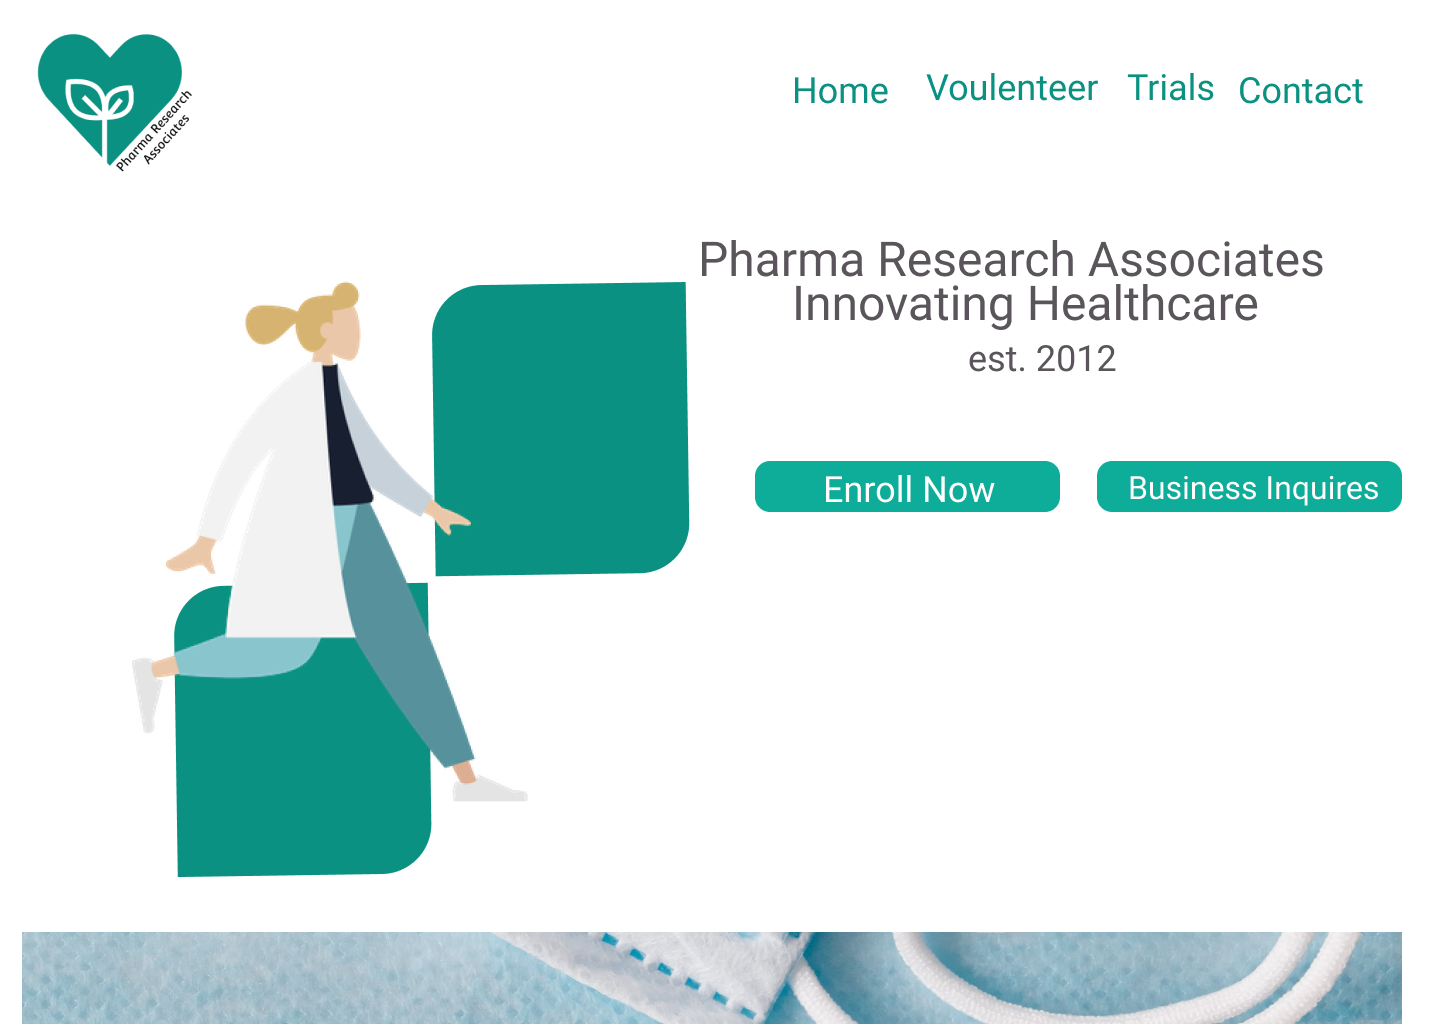 Pharma Research
Associates
Home Voulenteer Trials Contact
Pharma Research Associates
Innovating Healthcare
est. 2012
Enroll Now
Business Inquires